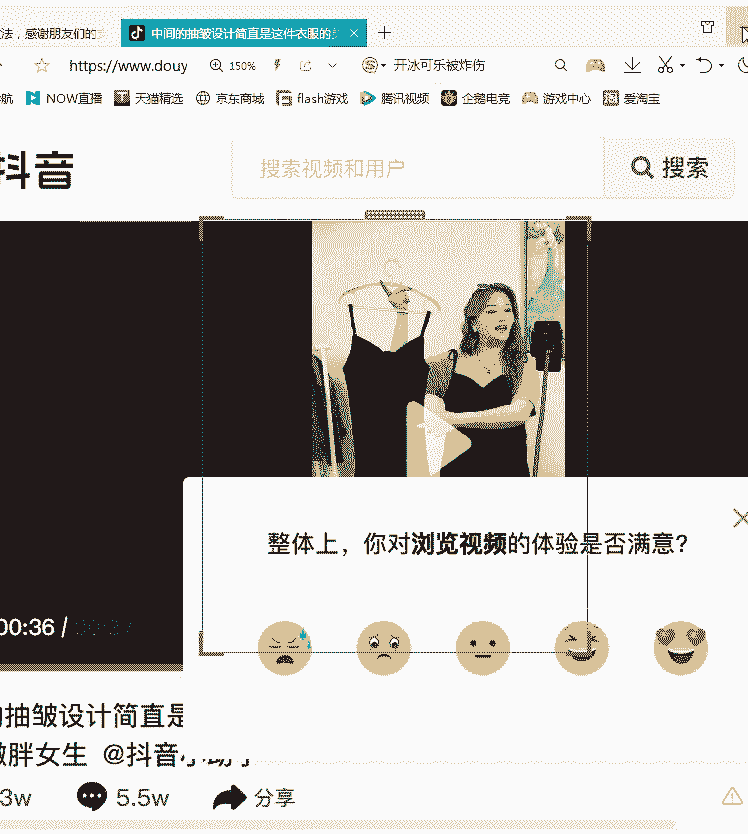 法，感谢朋友们的
中间的抽皱设计简直是这件衣服的
https://www.douy
150%
开冰可乐被炸伤
航 NOW直播 天猫精选 京东商城 flash游戏 腾讯视频 企鹅电竞 游戏中心 爱淘宝
抖音
搜索视频和用户
搜索
整体上，你对浏览视频的体验是否满意？
00:36 / 00:37
的抽皱设计简直是
微胖女生 @抖音小助手
3w 5.5w 分享